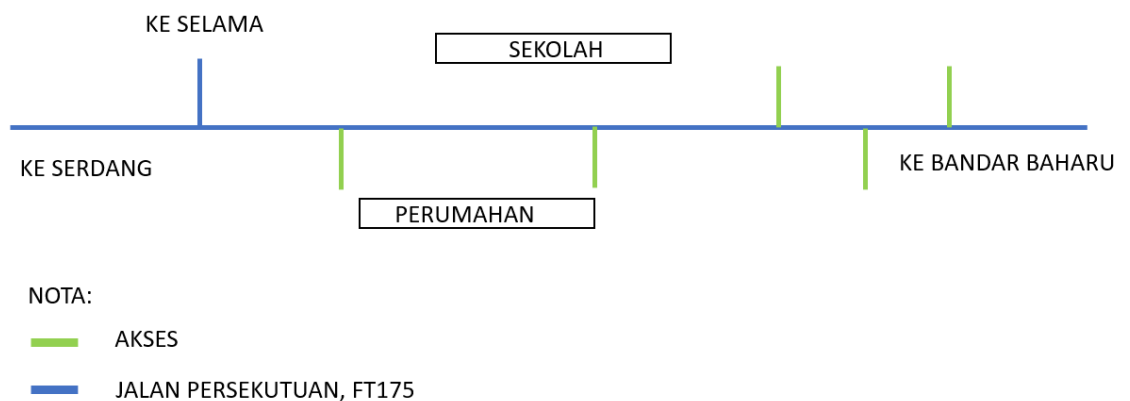 KE SELAMA
SEKOLAH
KE SERDANG
KE BANDAR BAHARU
PERUMAHAN
NOTA:
AKSES
JALAN PERSEKUTUAN, FT175